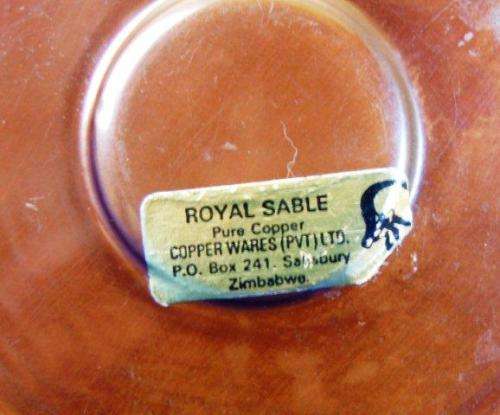 ROYAL SABLE
Pure Copper
COPPER WARES (PVT) LTD.
P.O. Box 241. Salisbury
Zimbabwe.